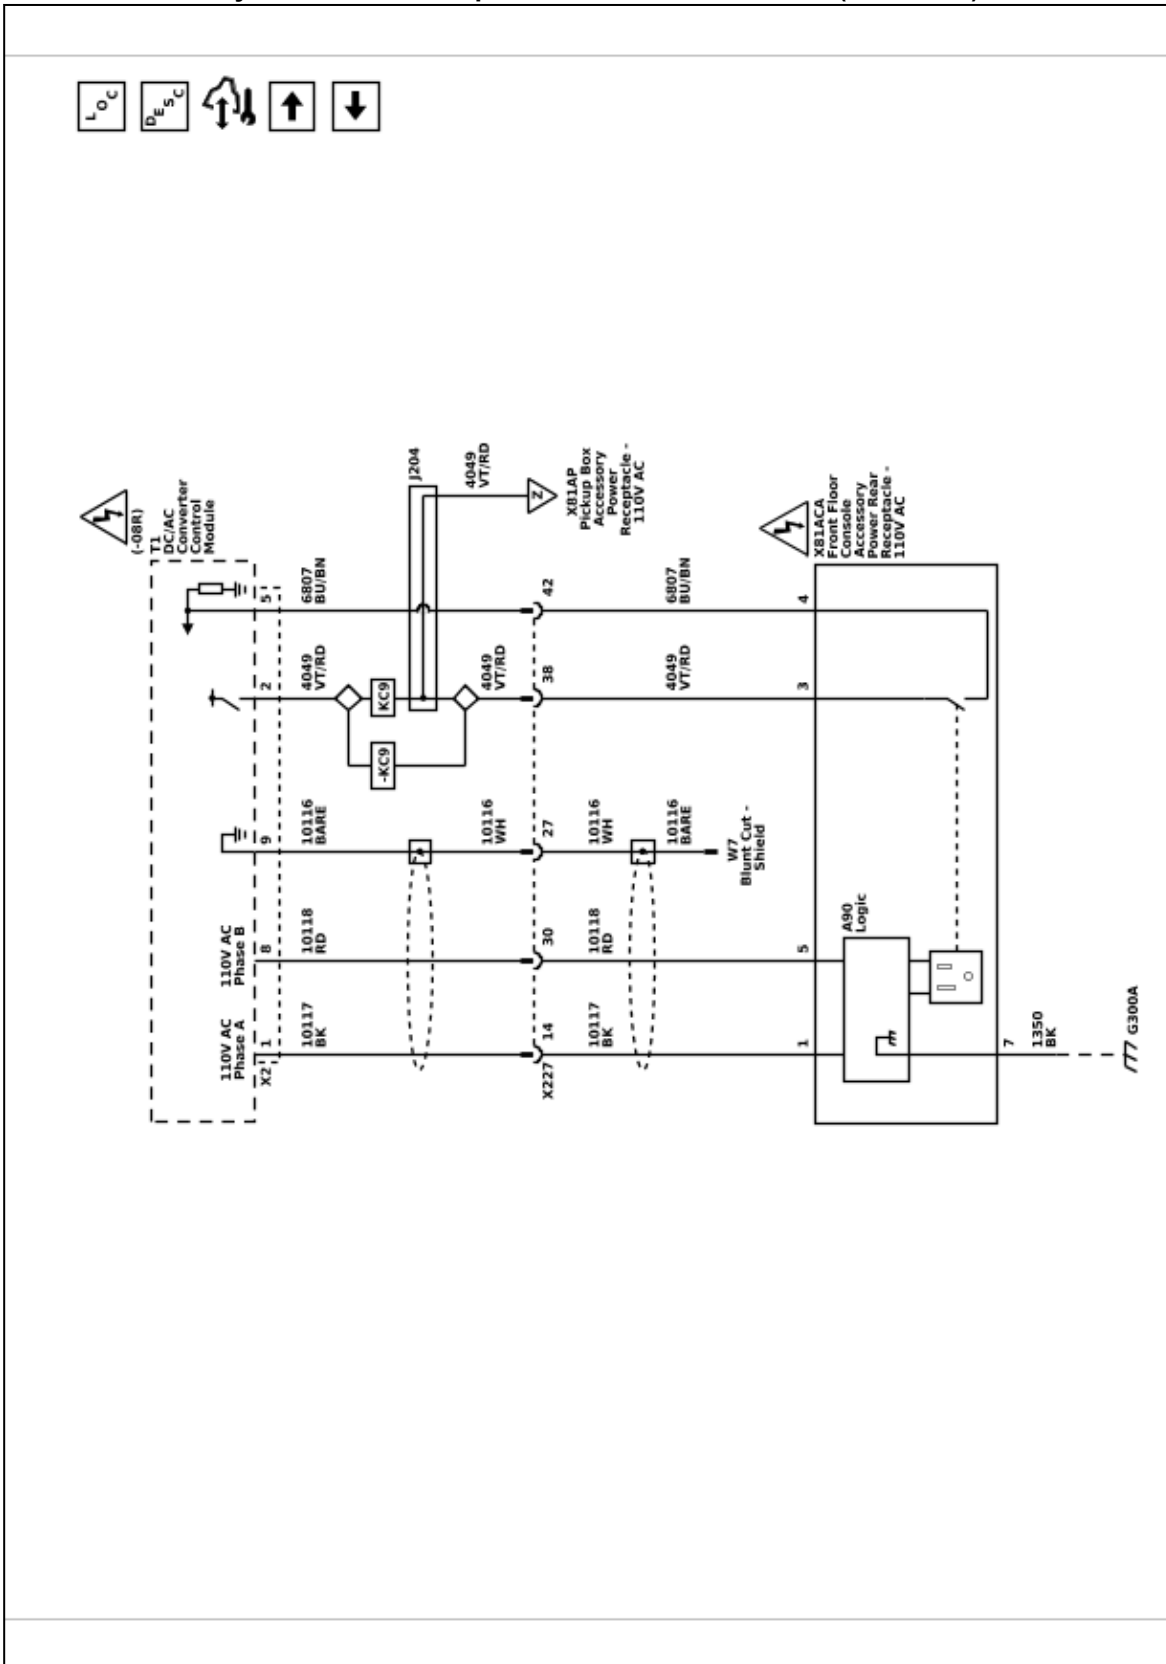 LOC
DESC
(-08R)
T1
DC/AC
Converter
Control
Module
110V AC
Phase A
110V AC
Phase B
X2
1
8
9
2
5
10117
BK
10118
RD
10116
BARE
4049
VT/RD
6807
BU/BN
KC9
-KC9
J204
4049
VT/RD
10116
WH
4049
VT/RD
Z
X81AP
Pickup Box
Accessory
Power
Receptacle -
110V AC
X227
14
30
27
38
42
10117
BK
10118
RD
10116
WH
10116
BARE
4049
VT/RD
6807
BU/BN
W7
Blunt Cut -
Shield
X81ACA
Front Floor
Console
Accessory
Power Rear
Receptacle -
110V AC
1
5
3
4
A90
Logic
7
1350
BK
G300A